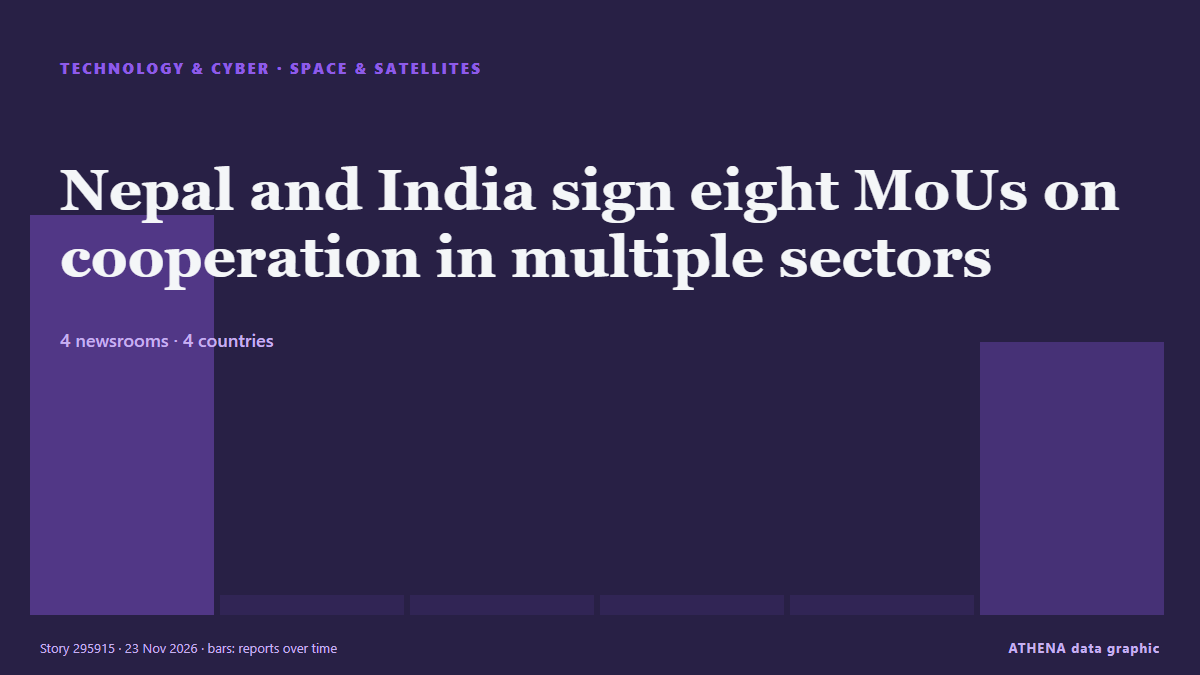 TECHNOLOGY & CYBER · SPACE & SATELLITES
Nepal and India sign eight MoUs on
cooperation in multiple sectors
4 newsrooms · 4 countries
Story 295915 · 23 Nov 2026 · bars: reports over time
ATHENA data graphic